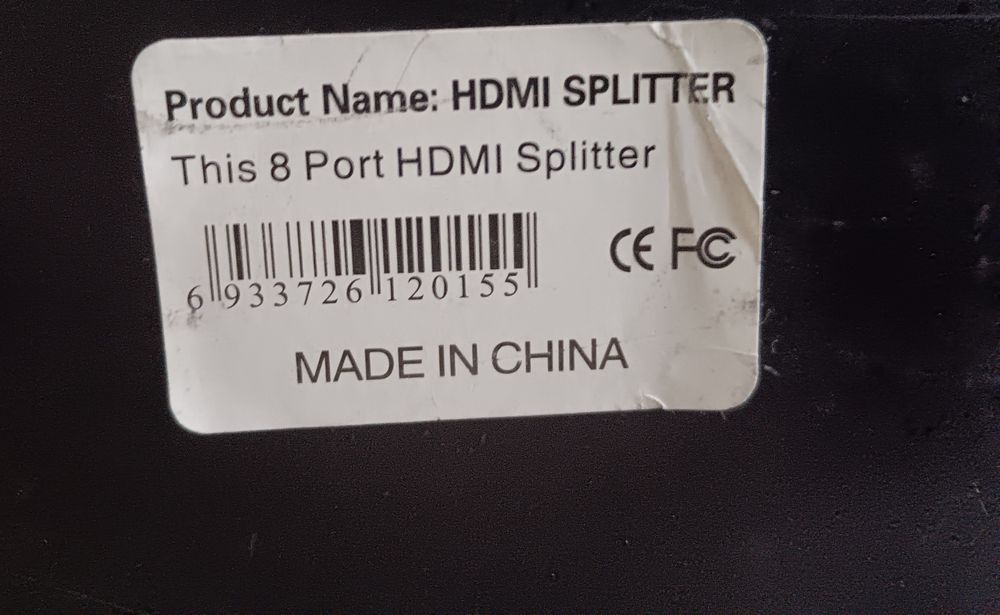 Product Name: HDMI SPLITTER
This 8 Port HDMI Splitter
CE FC
6 933726 120155
MADE IN CHINA